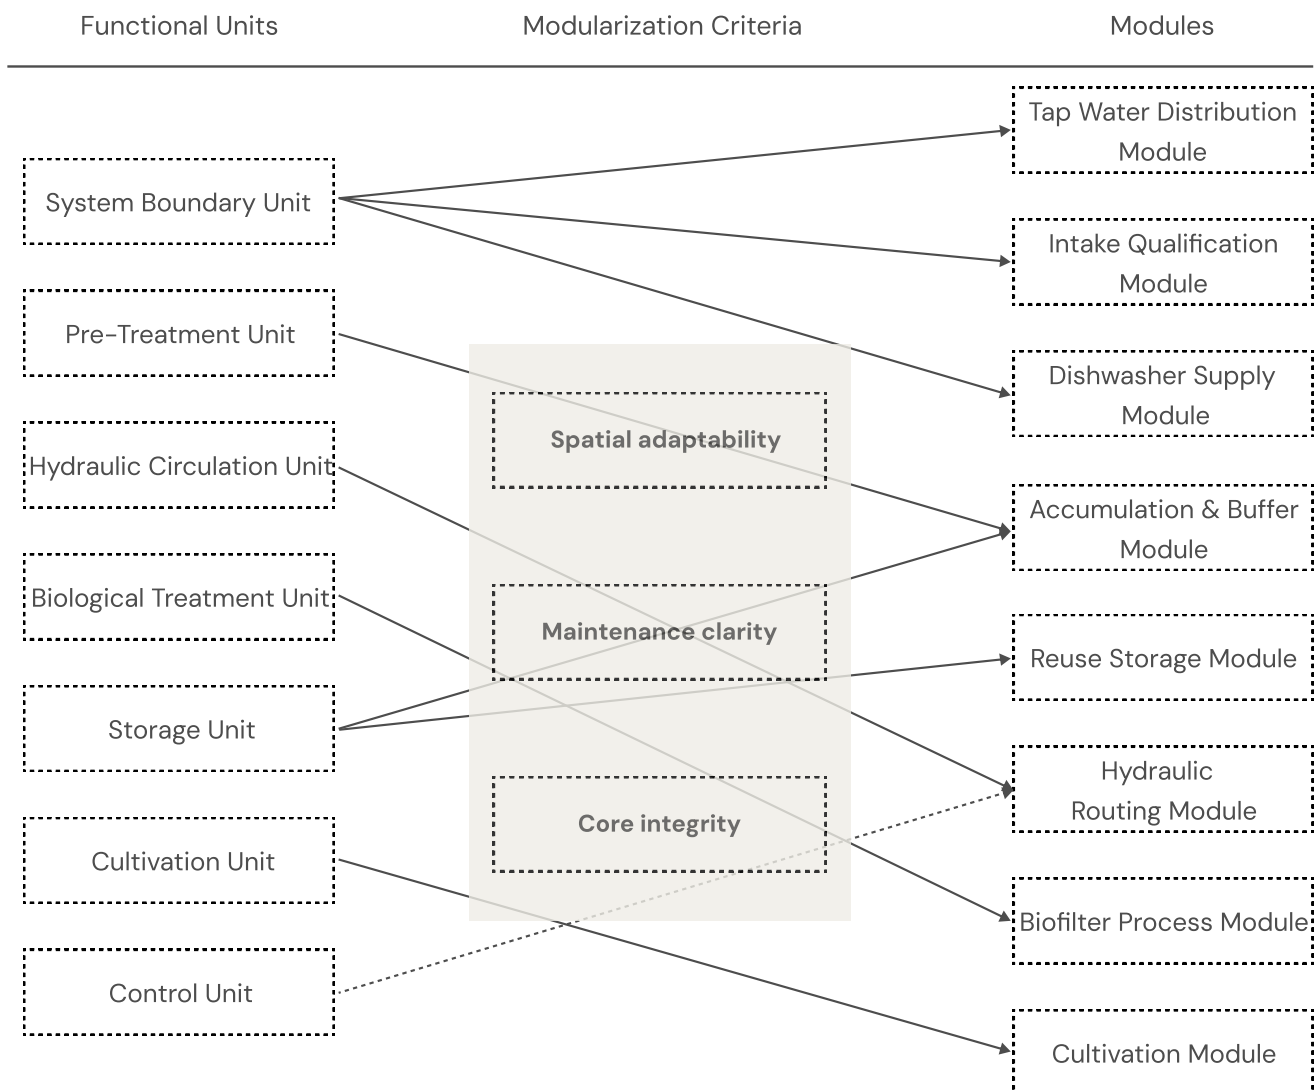 Functional Units
Modularization Criteria
Modules
System Boundary Unit
Pre-Treatment Unit
Hydraulic Circulation Unit
Biological Treatment Unit
Storage Unit
Cultivation Unit
Control Unit
Spatial adaptability
Maintenance clarity
Core integrity
Tap Water Distribution
Module
Intake Qualification
Module
Dishwasher Supply
Module
Accumulation & Buffer
Module
Reuse Storage Module
Hydraulic
Routing Module
Biofilter Process Module
Cultivation Module